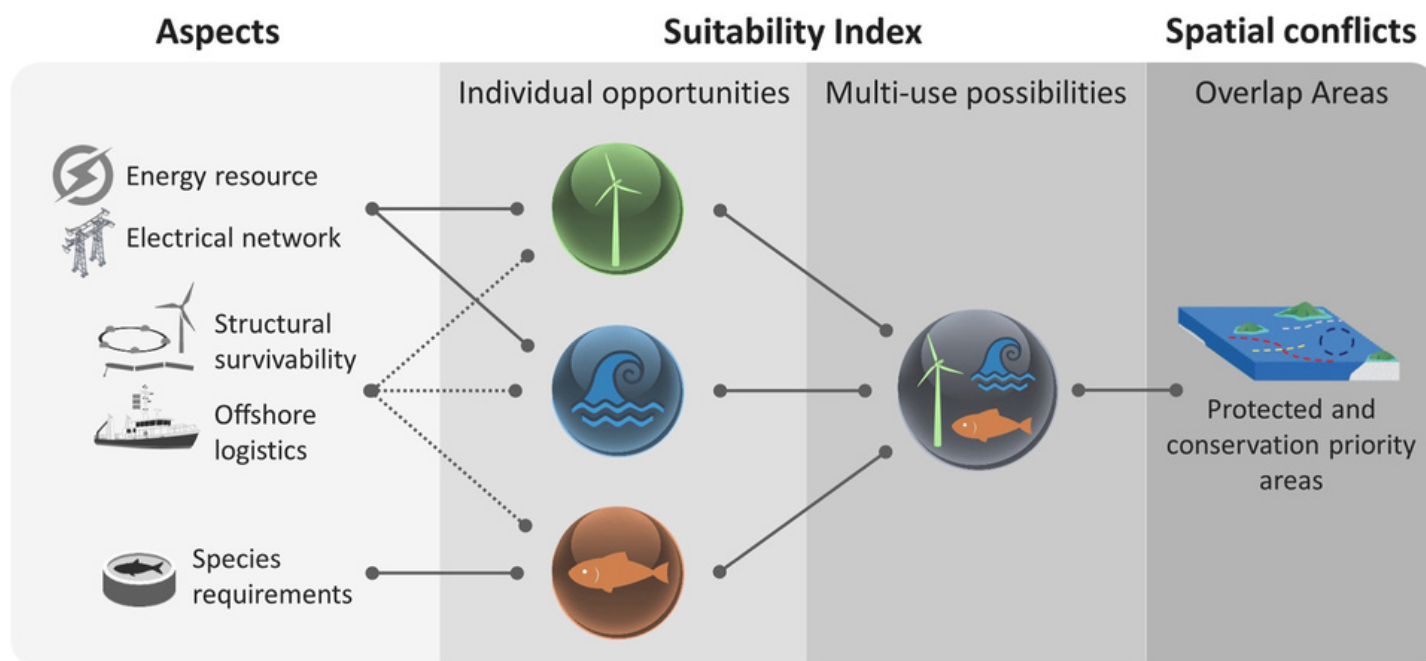 Aspects
Suitability Index
Spatial conflicts
Individual opportunities
Multi-use possibilities
Overlap Areas
Energy resource
Electrical network
Structural
survivability
Offshore
logistics
Species
requirements
Protected and
conservation priority
areas